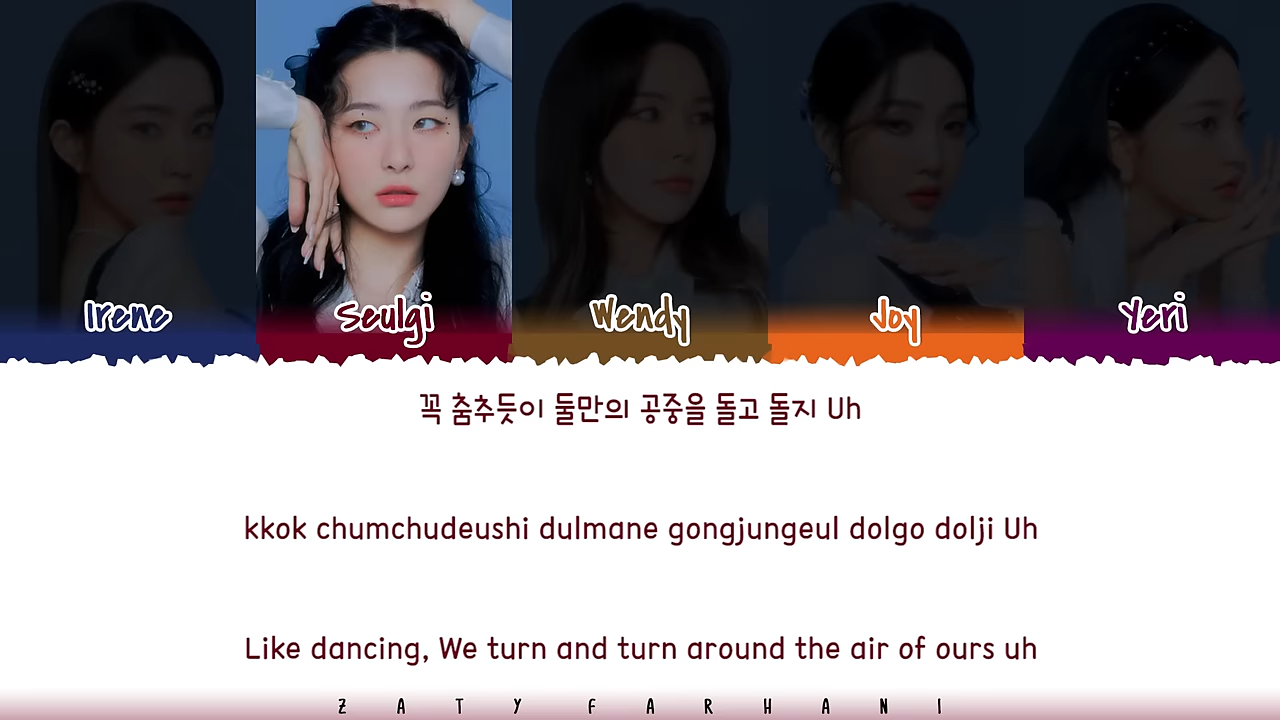 Irene Seulgi Wendy Joy Yeri
꼭 춤추듯이 둘만의 공중을 돌고 돌지 Uh
kkok chumchudeushi dulmane gongjungeul dolgo dolji Uh
Like dancing, We turn and turn around the air of ours uh
ZATY FARHANI